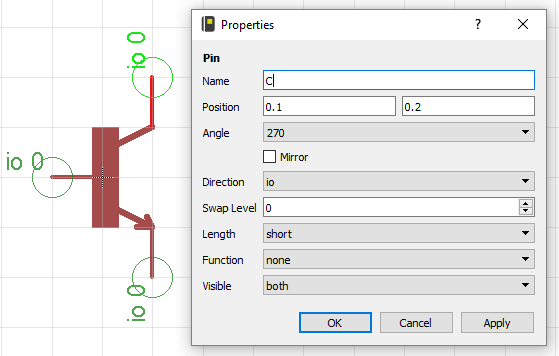 io 0
io 0
io 0
Properties
?
Pin
Name C
Position 0.1 0.2
Angle 270
Mirror
Direction io
Swap Level 0
Length short
Function none
Visible both
OK Cancel Apply